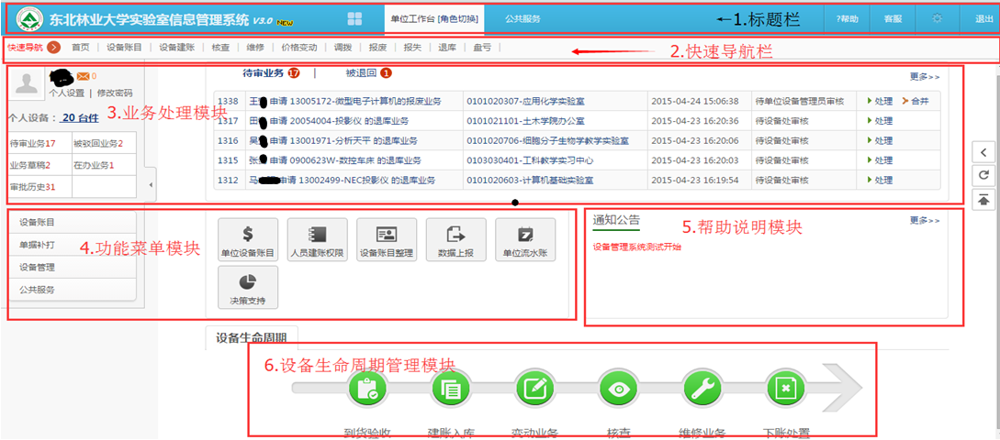 东北林业大学实验室信息管理系统 V3.0 NEW 单位工作台 [角色切换] 公共服务 ←1.标题栏 ?帮助 客服 退出
快速导航 首页 设备账目 设备建账 核查 维修 价格变动 调拨 报废 报失 退库 盘亏 2.快速导航栏
0
个人设置 | 修改密码
个人设备： 20 台件
3.业务处理模块
待审业务17 被驳回业务2
业务草稿2 在办业务1
审批历史31
待审业务 17 | 被退回 1 更多>>
1338 王 申请 13005172-微型电子计算机的报废业务 0101020307-应用化学实验室 2015-04-24 15:06:38 待单位设备管理员审核 处理 合并
1317 田 申请 20054004-投影仪 的退库业务 0101021101-土木学院办公室 2015-04-23 16:20:36 待设备处审核 处理
1316 吴 申请 13001971-分析天平 的退库业务 0101020706-细胞分子生物学教学实验室 2015-04-23 16:20:06 待设备处审核 处理
1315 张 申请 0900623W-数控车床 的退库业务 0103030401-工科教学实习中心 2015-04-23 16:20:03 待设备处审核 处理
1312 马 申请 13002499-NEC投影仪 的退库业务 0101020603-计算机基础实验室 2015-04-23 16:19:54 待设备处审核 处理
设备账目
单据补打
设备管理
公共服务
4.功能菜单模块
单位设备账目 人员建账权限 设备账目整理 数据上报 单位流水账
决策支持
通知公告 更多>>
5.帮助说明模块
设备管理系统测试开始
设备生命周期
6.设备生命周期管理模块
到货验收 建账入库 变动业务 核查 维修业务 下账处置